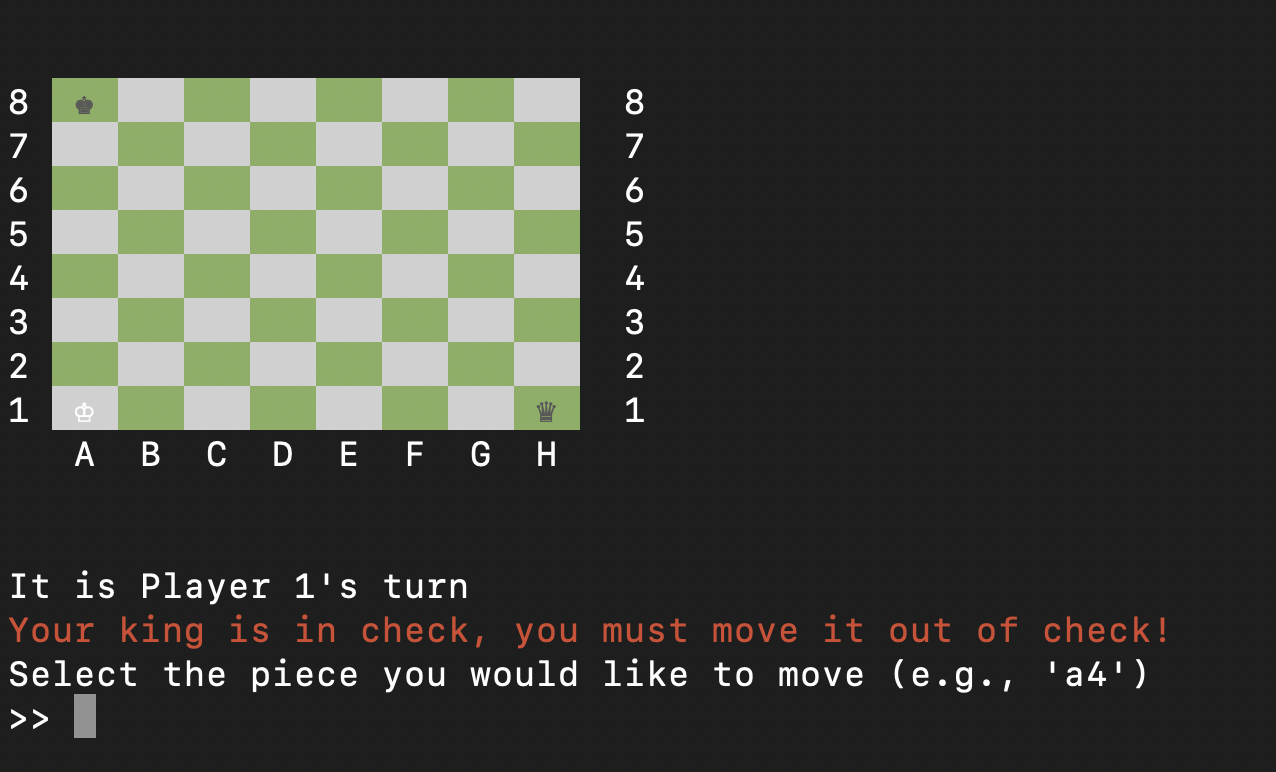 8 8
7 7
6 6
5 5
4 4
3 3
2 2
1 1
A B C D E F G H
It is Player 1's turn
Your king is in check, you must move it out of check!
Select the piece you would like to move (e.g., 'a4')
>>